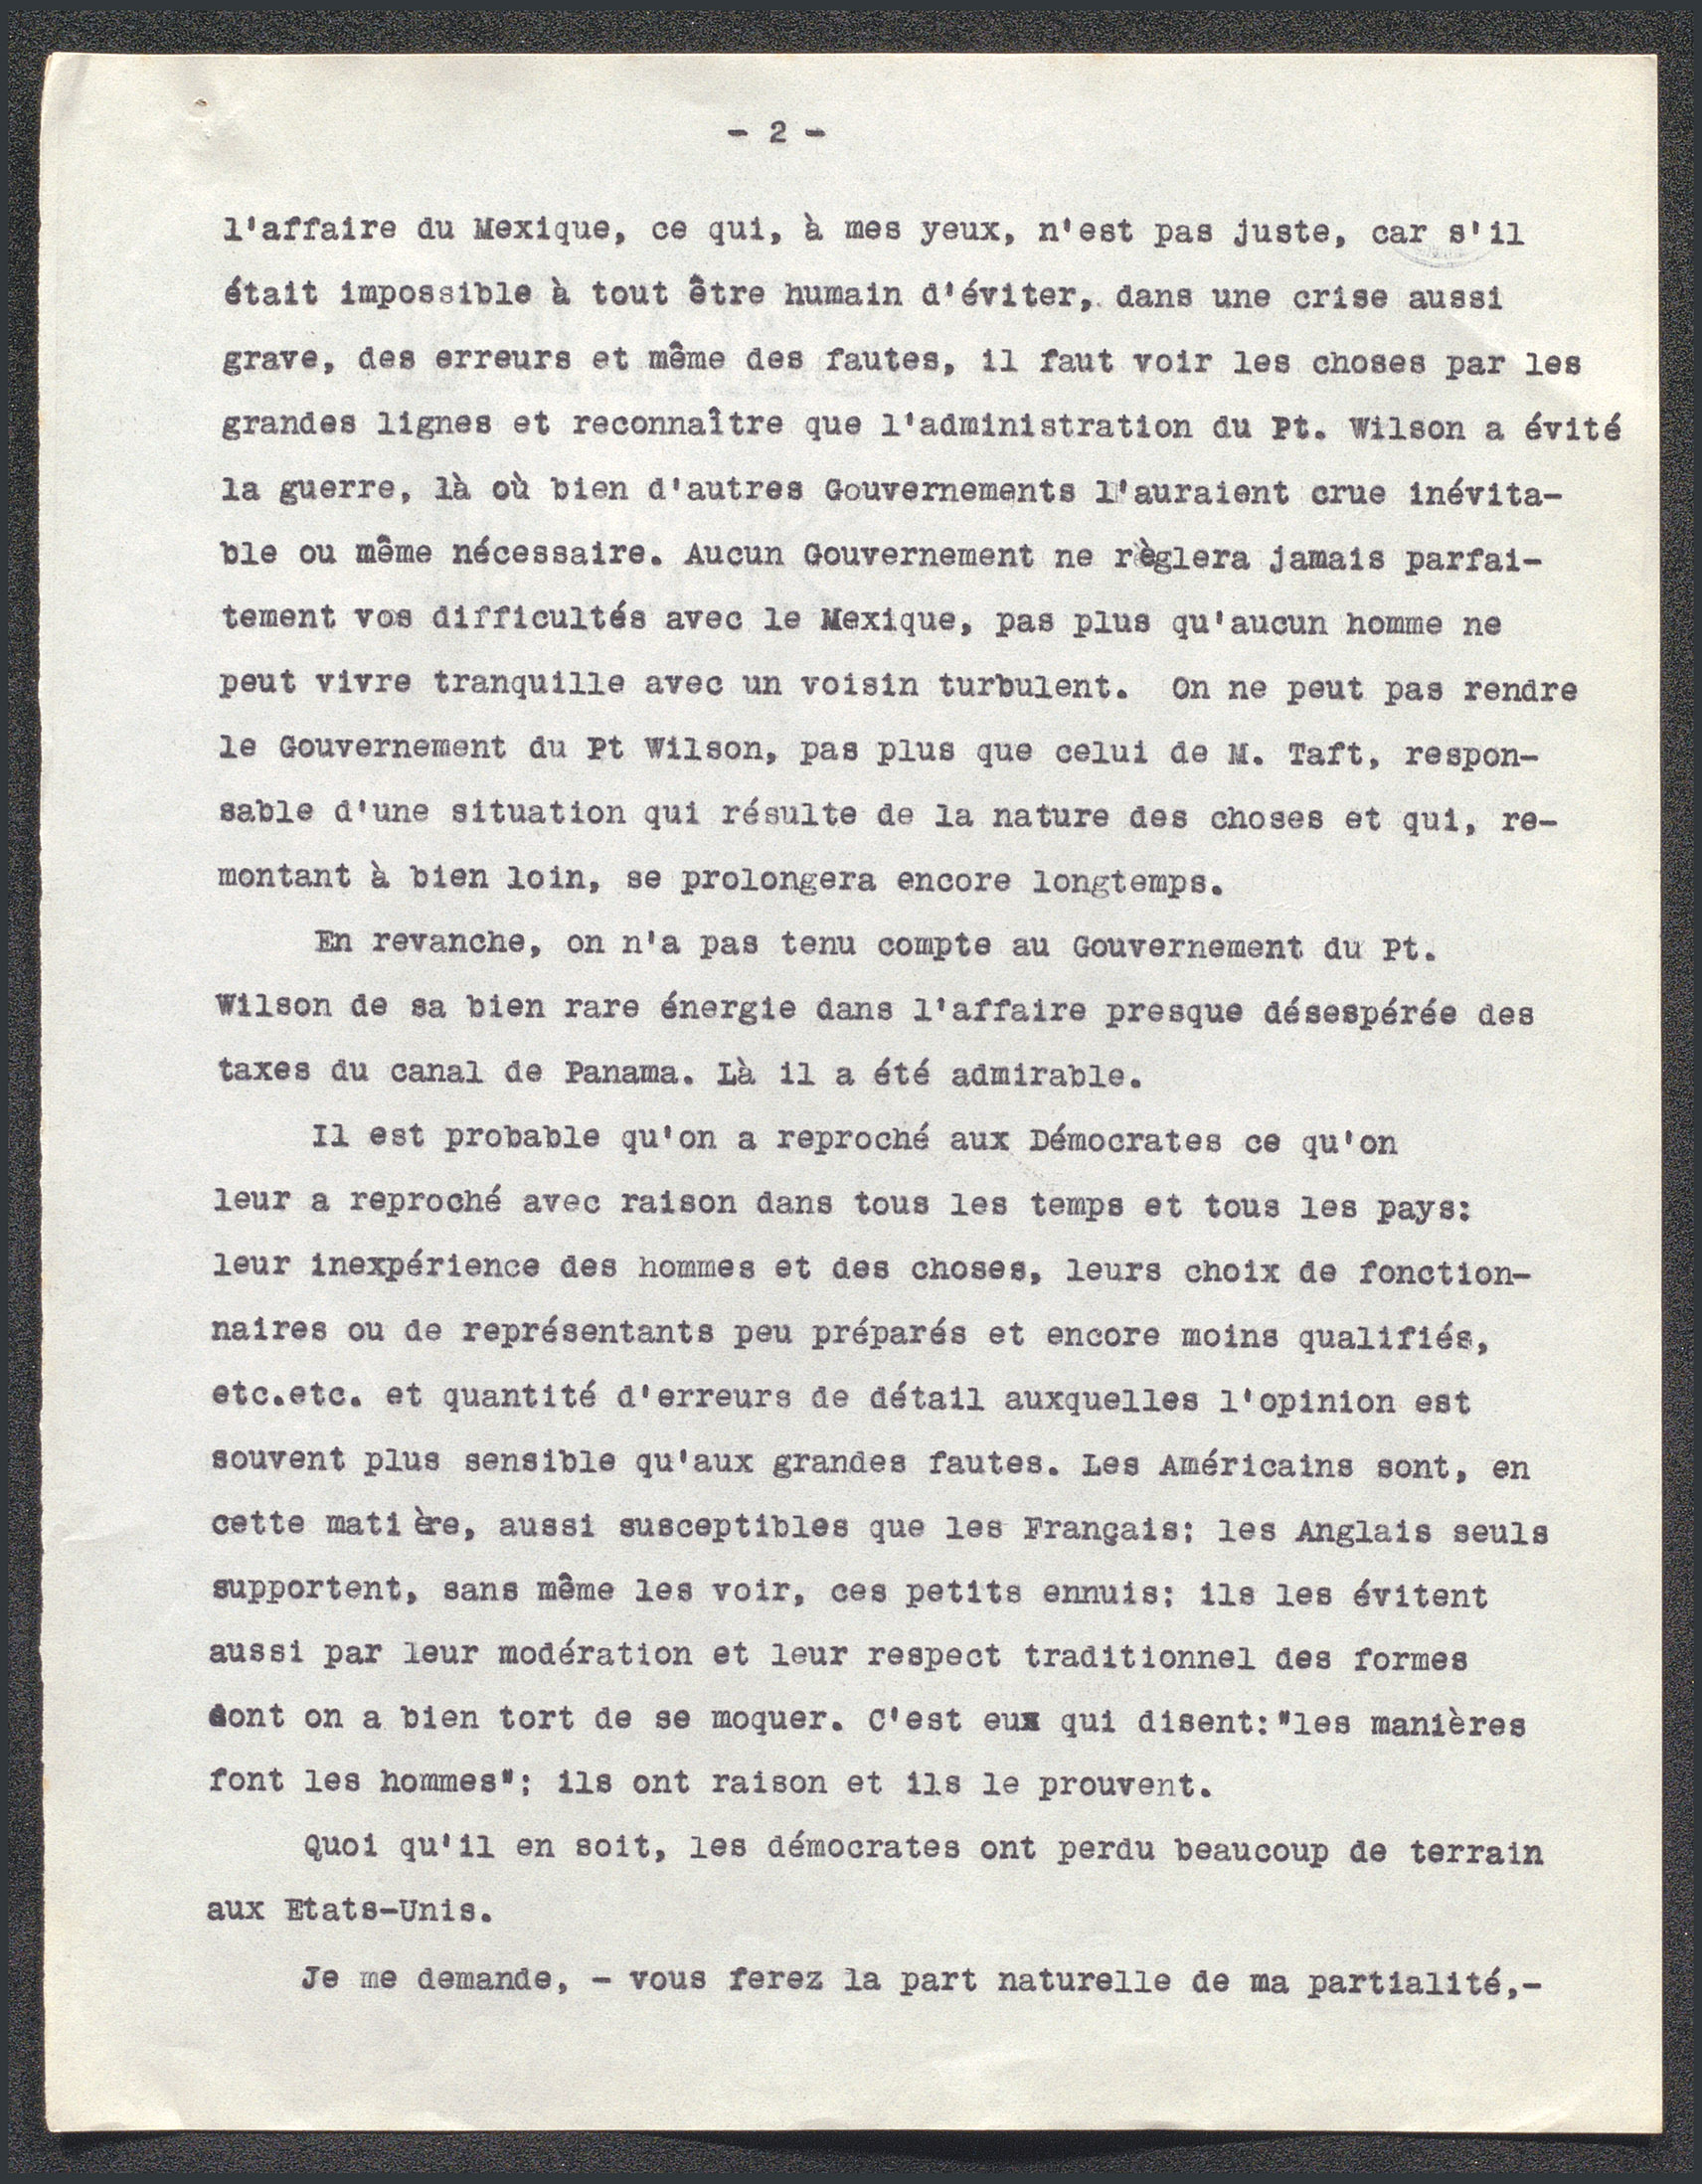 - 2 -
l'affaire du Mexique, ce qui, à mes yeux, n'est pas juste, car s'il
était impossible à tout être humain d'éviter, dans une crise aussi
grave, des erreurs et même des fautes, il faut voir les choses par les
grandes lignes et reconnaître que l'administration du Pt. Wilson a évité
la guerre, là où bien d'autres Gouvernements l'auraient crue inévita-
ble ou même nécessaire. Aucun Gouvernement ne règlera jamais parfai-
tement vos difficultés avec le Mexique, pas plus qu'aucun homme ne
peut vivre tranquille avec un voisin turbulent. On ne peut pas rendre
le Gouvernement du Pt Wilson, pas plus que celui de M. Taft, respon-
sable d'une situation qui résulte de la nature des choses et qui, re-
montant à bien loin, se prolongera encore longtemps.
En revanche, on n'a pas tenu compte au Gouvernement du Pt.
Wilson de sa bien rare énergie dans l'affaire presque désespérée des
taxes du canal de Panama. Là il a été admirable.
Il est probable qu'on a reproché aux Démocrates ce qu'on
leur a reproché avec raison dans tous les temps et tous les pays:
leur inexpérience des hommes et des choses, leurs choix de fonction-
naires ou de représentants peu préparés et encore moins qualifiés,
etc.etc. et quantité d'erreurs de détail auxquelles l'opinion est
souvent plus sensible qu'aux grandes fautes. Les Américains sont, en
cette matière, aussi susceptibles que les Français; les Anglais seuls
supportent, sans même les voir, ces petits ennuis; ils les évitent
aussi par leur modération et leur respect traditionnel des formes
dont on a bien tort de se moquer. C'est eux qui disent:"les manières
font les hommes"; ils ont raison et ils le prouvent.
Quoi qu'il en soit, les démocrates ont perdu beaucoup de terrain
aux Etats-Unis.
Je me demande, - vous ferez la part naturelle de ma partialité,-